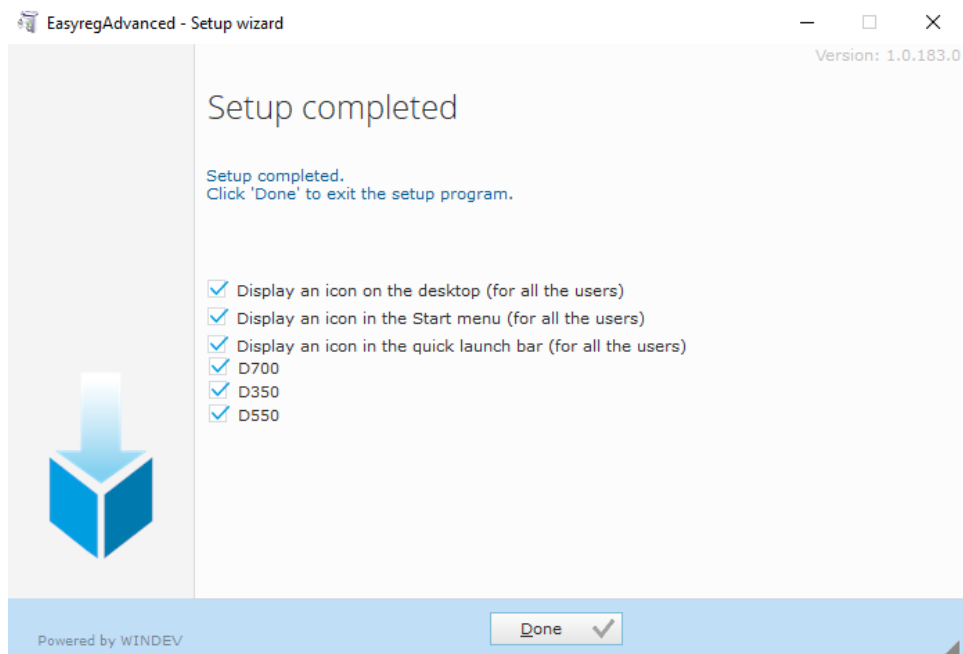 EasyregAdvanced - Setup wizard
Version: 1.0.183.0
Setup completed
Setup completed.
Click 'Done' to exit the setup program.
Display an icon on the desktop (for all the users)
Display an icon in the Start menu (for all the users)
Display an icon in the quick launch bar (for all the users)
D700
D350
D550
Done
Powered by WINDEV